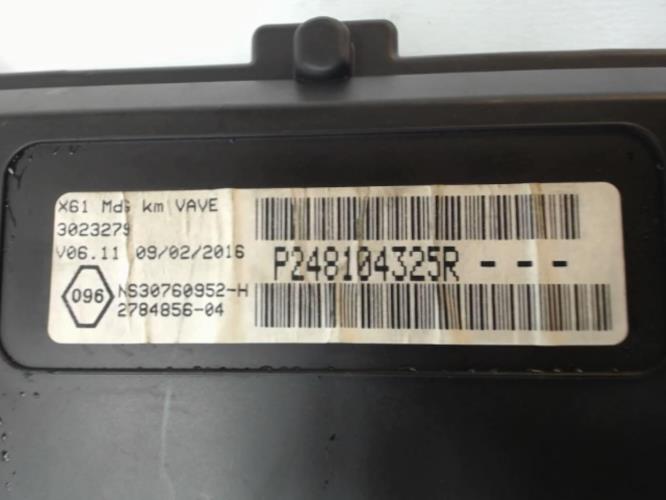 X61 MdG km VAVE
3023279
V06.11 09/02/2016
096
NS30760952-H
2784856-04
P248104325R - - -